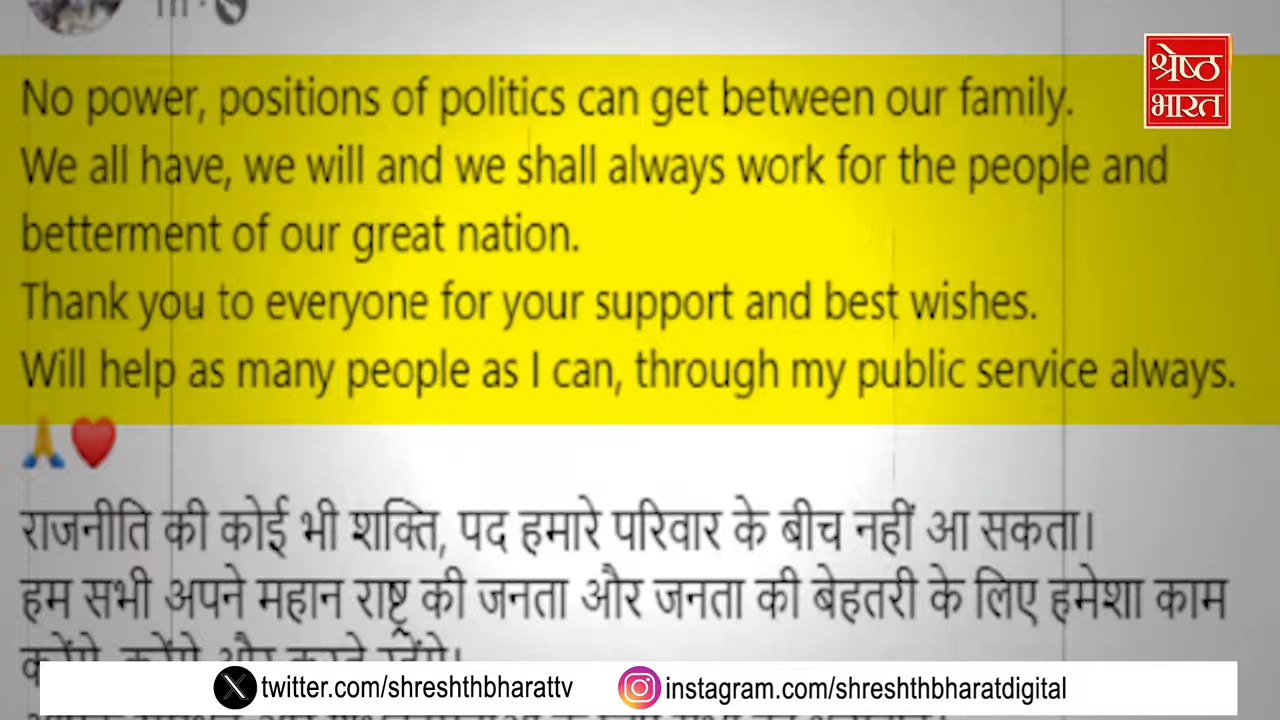 1h
श्रेष्ठ
भारत
No power, positions of politics can get between our family.
We all have, we will and we shall always work for the people and
betterment of our great nation.
Thank you to everyone for your support and best wishes.
Will help as many people as I can, through my public service always.
🙏❤️
राजनीति की कोई भी शक्ति, पद हमारे परिवार के बीच नहीं आ सकता।
हम सभी अपने महान राष्ट्र की जनता और जनता की बेहतरी के लिए हमेशा काम
twitter.com/shreshthbharattv
instagram.com/shreshthbharatdigital